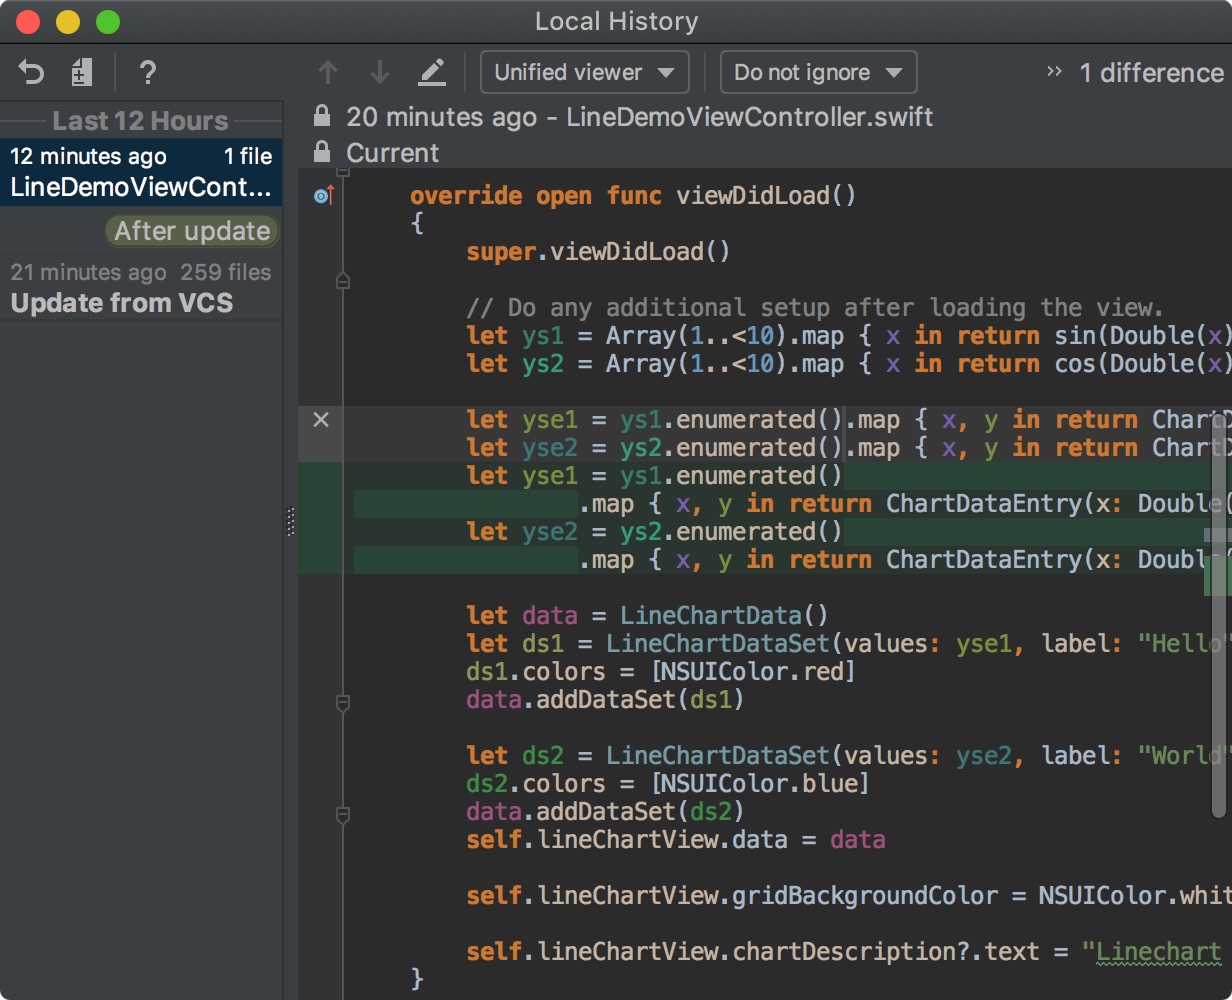 Local History
? Unified viewer Do not ignore » 1 difference
Last 12 Hours
12 minutes ago 1 file
LineDemoViewCont...
After update
21 minutes ago 259 files
Update from VCS
20 minutes ago - LineDemoViewController.swift
Current
override open func viewDidLoad()
{
super.viewDidLoad()
// Do any additional setup after loading the view.
let ys1 = Array(1..<10).map { x in return sin(Double(x)
let ys2 = Array(1..<10).map { x in return cos(Double(x)
let yse1 = ys1.enumerated().map { x, y in return ChartD
let yse2 = ys2.enumerated().map { x, y in return ChartD
let yse1 = ys1.enumerated()
.map { x, y in return ChartDataEntry(x: Double(
let yse2 = ys2.enumerated()
.map { x, y in return ChartDataEntry(x: Double(
let data = LineChartData()
let ds1 = LineChartDataSet(values: yse1, label: "Hello"
ds1.colors = [NSUIColor.red]
data.addDataSet(ds1)
let ds2 = LineChartDataSet(values: yse2, label: "World"
ds2.colors = [NSUIColor.blue]
data.addDataSet(ds2)
self.lineChartView.data = data
self.lineChartView.gridBackgroundColor = NSUIColor.whit
self.lineChartView.chartDescription?.text = "Linechart
}